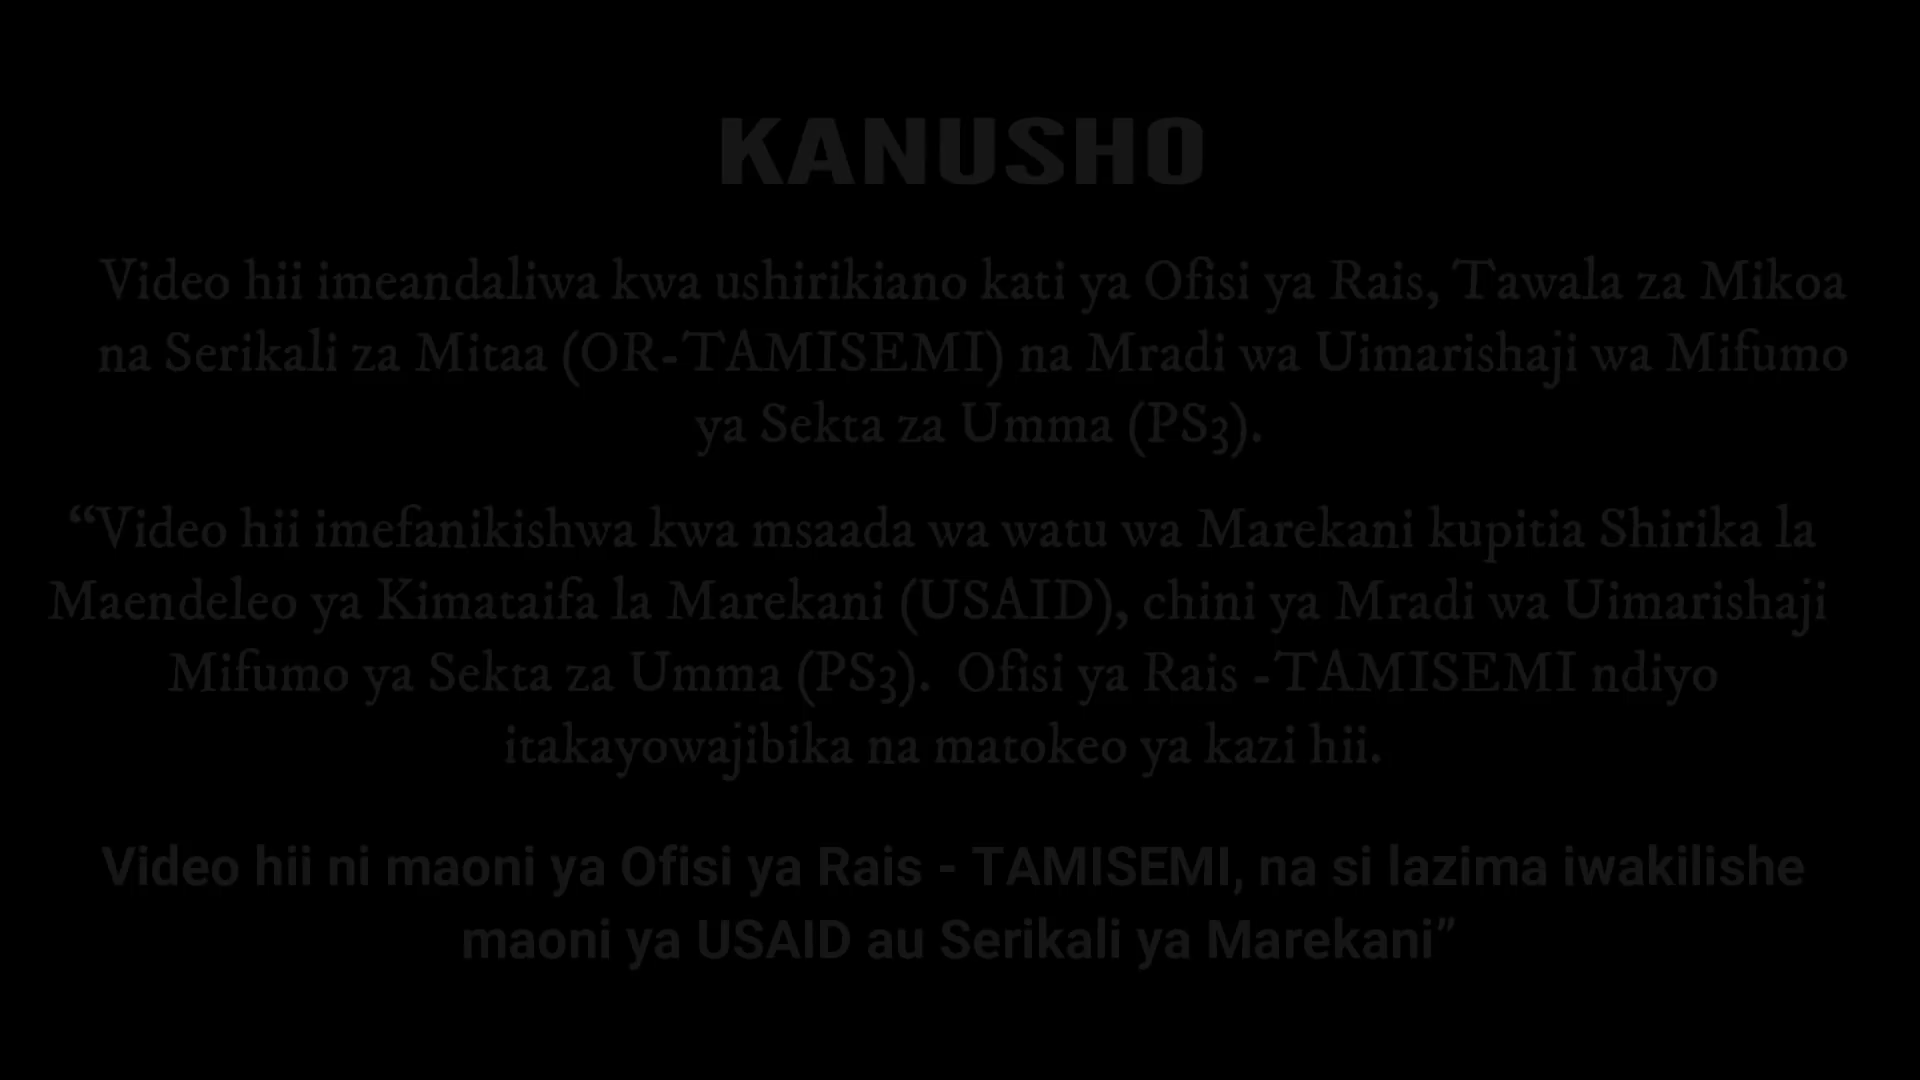 KANUSHO
Video hii imeandaliwa kwa ushirikiano kati ya Ofisi ya Rais, Tawala za Mikoa
na Serikali za Mitaa (OR-TAMISEMI) na Mradi wa Uimarishaji wa Mifumo
ya Sekta za Umma (PS3).
“Video hii imefanikishwa kwa msaada wa watu wa Marekani kupitia Shirika la
Maendeleo ya Kimataifa la Marekani (USAID), chini ya Mradi wa Uimarishaji
Mifumo ya Sekta za Umma (PS3). Ofisi ya Rais -TAMISEMI ndiyo
itakayowajibika na matokeo ya kazi hii.
Video hii ni maoni ya Ofisi ya Rais - TAMISEMI, na si lazima iwakilishe
maoni ya USAID au Serikali ya Marekani”